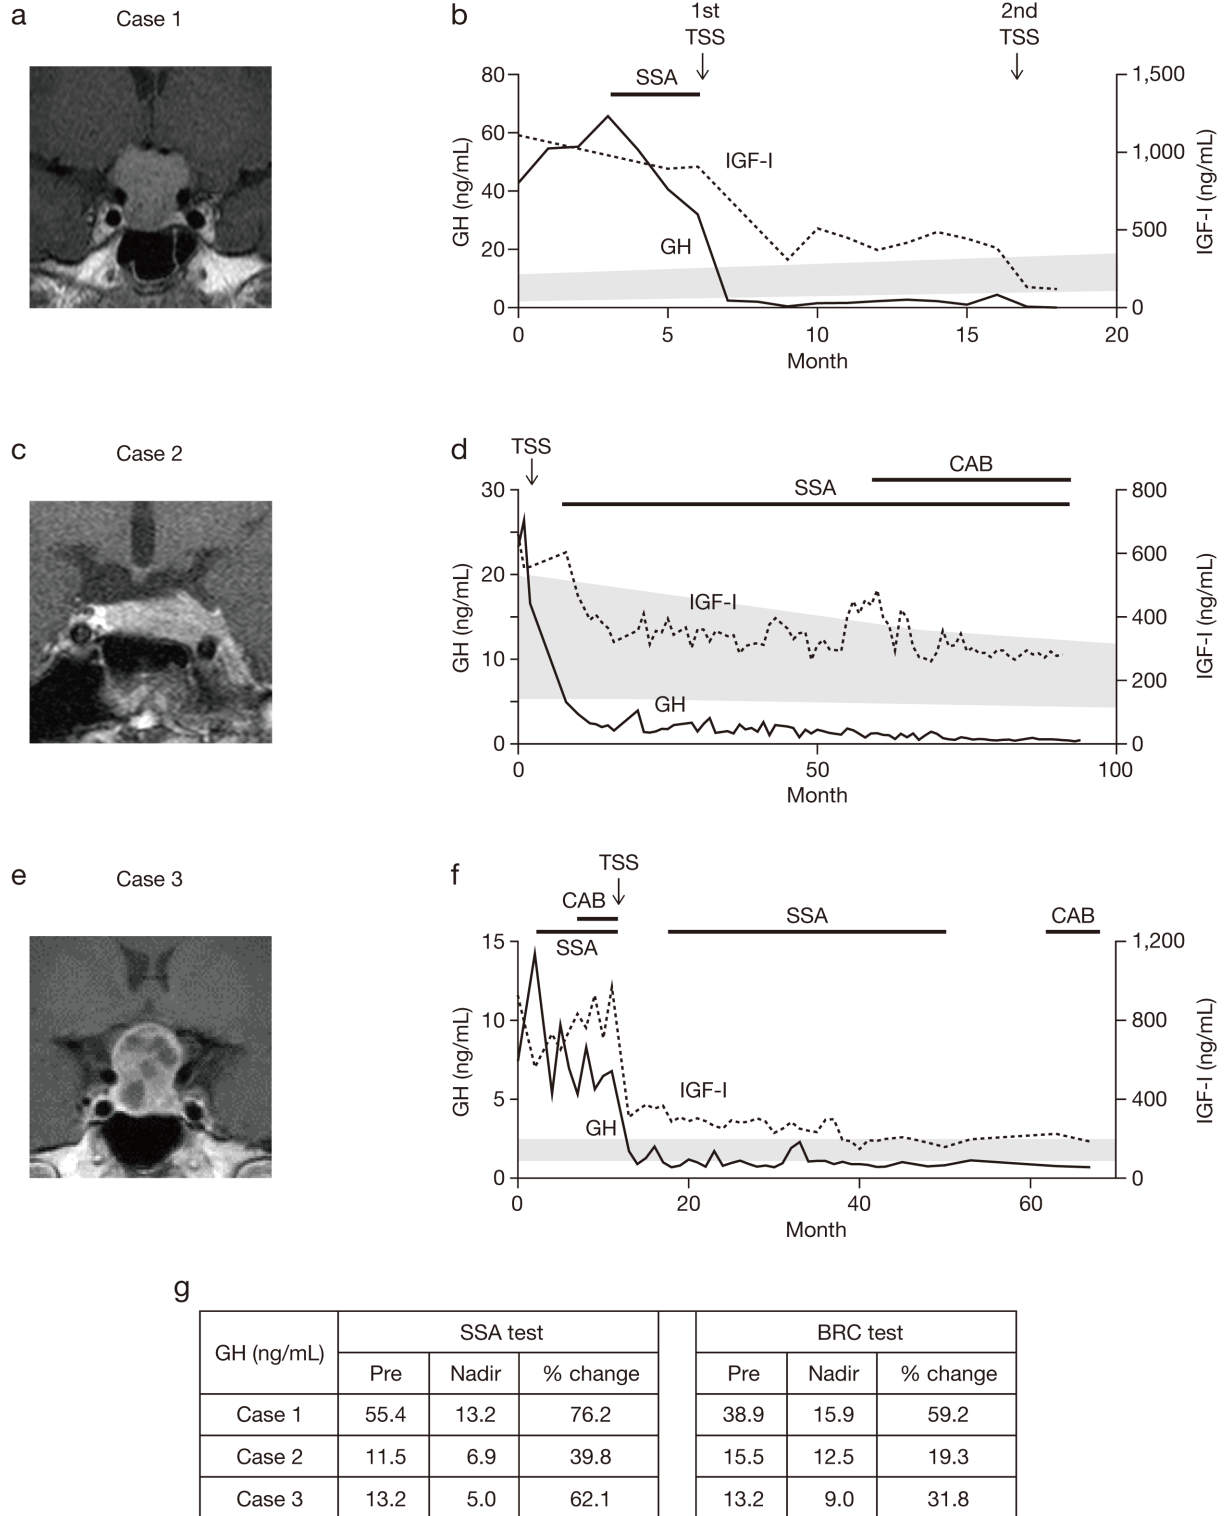 a
Case 1
b
1st
TSS
2nd
TSS
SSA
80
60
40
20
0
GH (ng/mL)
1,500
1,000
500
0
IGF-I (ng/mL)
IGF-I
GH
0 5 10 15 20
Month
c
Case 2
TSS
d
CAB
SSA
30
20
10
0
GH (ng/mL)
800
600
400
200
0
IGF-I (ng/mL)
IGF-I
GH
0 50 100
Month
e
Case 3
f
TSS
CAB
SSA
SSA
CAB
15
10
5
0
GH (ng/mL)
1,200
800
400
0
IGF-I (ng/mL)
IGF-I
GH
0 20 40 60
Month
g
GH (ng/mL) SSA test BRC test
Pre Nadir % change Pre Nadir % change
Case 1 55.4 13.2 76.2 38.9 15.9 59.2
Case 2 11.5 6.9 39.8 15.5 12.5 19.3
Case 3 13.2 5.0 62.1 13.2 9.0 31.8